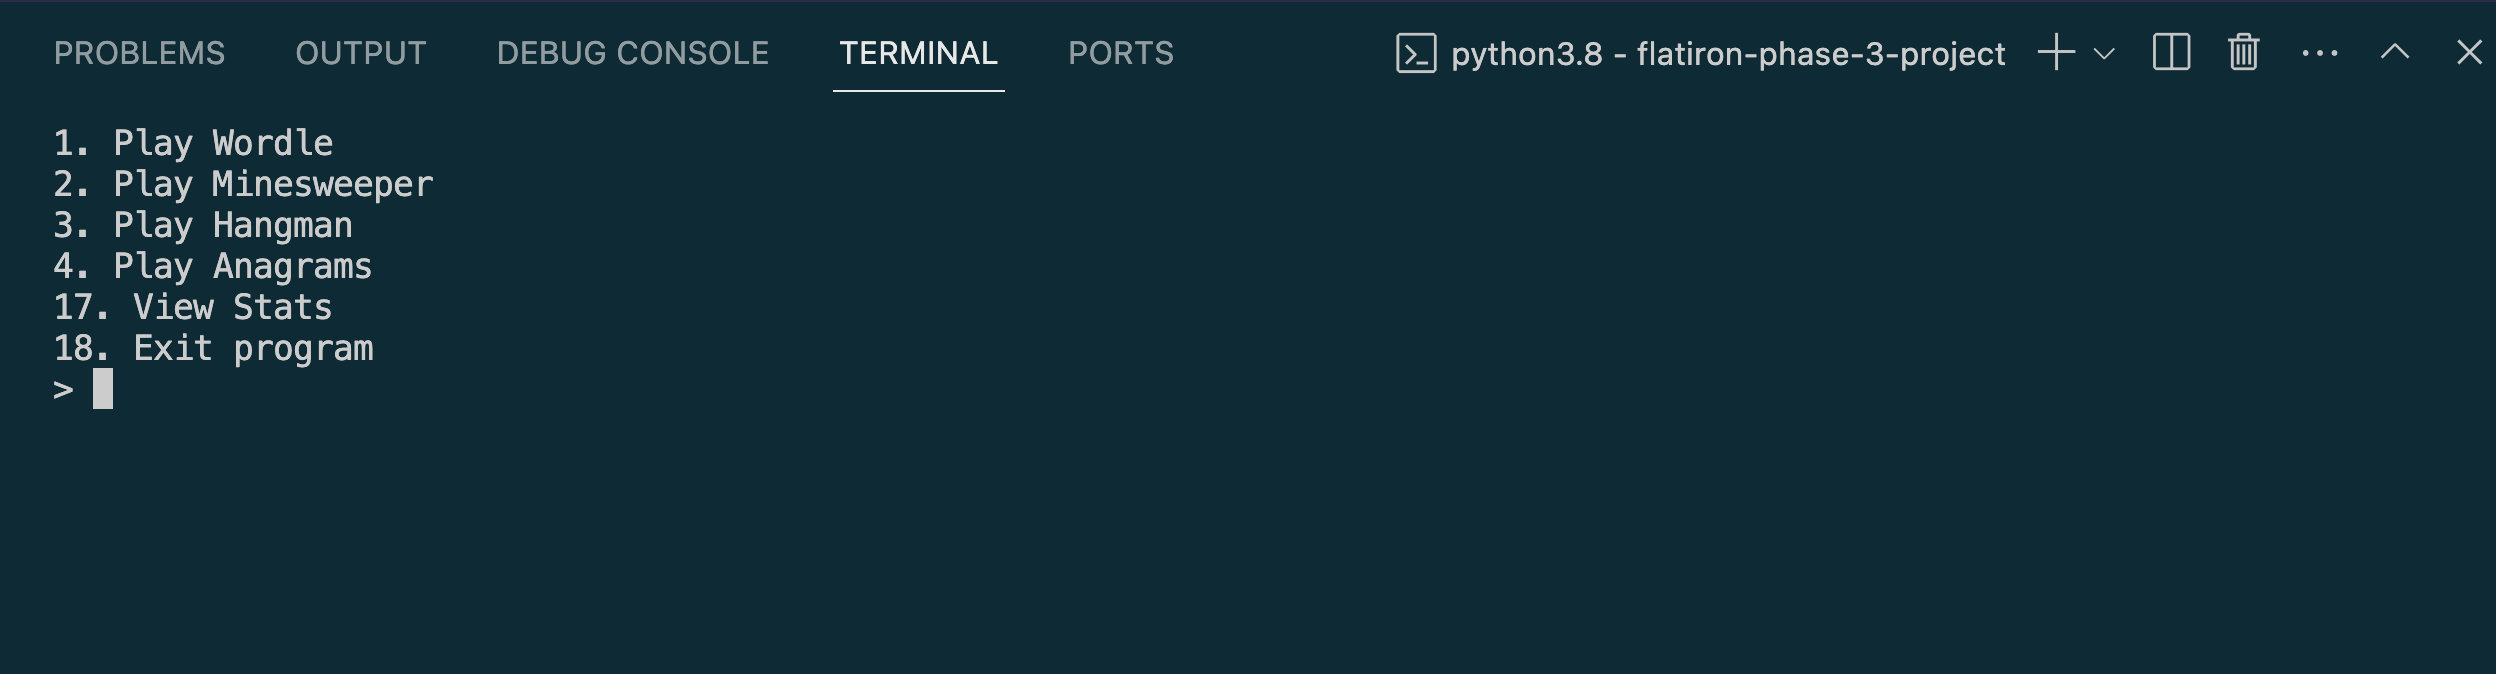 PROBLEMS OUTPUT DEBUG CONSOLE TERMINAL PORTS python3.8 - flatiron-phase-3-project
1. Play Wordle
2. Play Minesweeper
3. Play Hangman
4. Play Anagrams
17. View Stats
18. Exit program
>